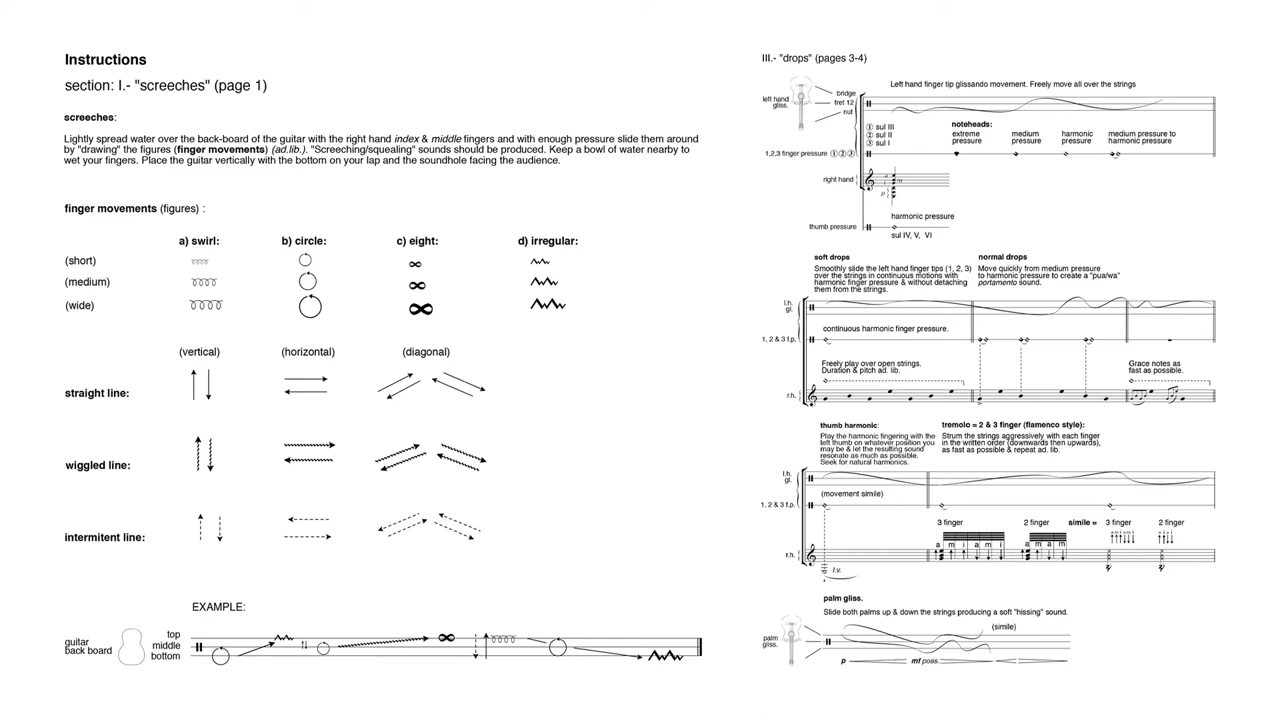 Instructions
section: I.- "screeches" (page 1)
screeches:
Lightly spread water over the back-board of the guitar with the right hand index & middle fingers and with enough pressure slide them around
by "drawing" the figures (finger movements) (ad.lib.). "Screeching/squealing" sounds should be produced. Keep a bowl of water nearby to
wet your fingers. Place the guitar vertically with the bottom on your lap and the soundhole facing the audience.
finger movements (figures) :
a) swirl: b) circle: c) eight: d) irregular:
(short)
(medium)
(wide)
(vertical) (horizontal) (diagonal)
straight line:
wiggled line:
intermitent line:
EXAMPLE:
guitar
back board
top
middle
bottom
III.- "drops" (pages 3-4)
Left hand finger tip glissando movement. Freely move all over the strings
left hand
gliss.
bridge
fret 12
nut
① sul III
② sul II
③ sul I
noteheads:
extreme
pressure
medium
pressure
harmonic
pressure
medium pressure to
harmonic pressure
1,2,3 finger pressure ①②③
right hand
a
i
m
p
harmonic pressure
thumb pressure
sul IV, V, VI
soft drops
Smoothly slide the left hand finger tips (1, 2, 3)
over the strings in continuous motions with
harmonic finger pressure & without detaching
them from the strings.
normal drops
Move quickly from medium pressure
to harmonic pressure to create a "pua/wa"
portamento sound.
l.h.
gl.
continuous harmonic finger pressure.
1, 2 & 3 f.p.
Freely play over open strings.
Duration & pitch ad. lib.
Grace notes as
fast as possible.
r.h.
thumb harmonic:
Play the harmonic fingering with the
left thumb on whatever position you
may be & let the resulting sound
resonate as much as possible.
Seek for natural harmonics.
tremolo = 2 & 3 finger (flamenco style):
Strum the strings aggressively with each finger
in the written order (downwards then upwards),
as fast as possible & repeat ad. lib.
l.h.
gl.
(movement simile)
1, 2 & 3 f.p.
3 finger 2 finger simile = 3 finger 2 finger
a m i a m i a m a m
r.h.
l.v.
palm gliss.
Slide both palms up & down the strings producing a soft "hissing" sound.
(simile)
palm
gliss.
p mf poss.